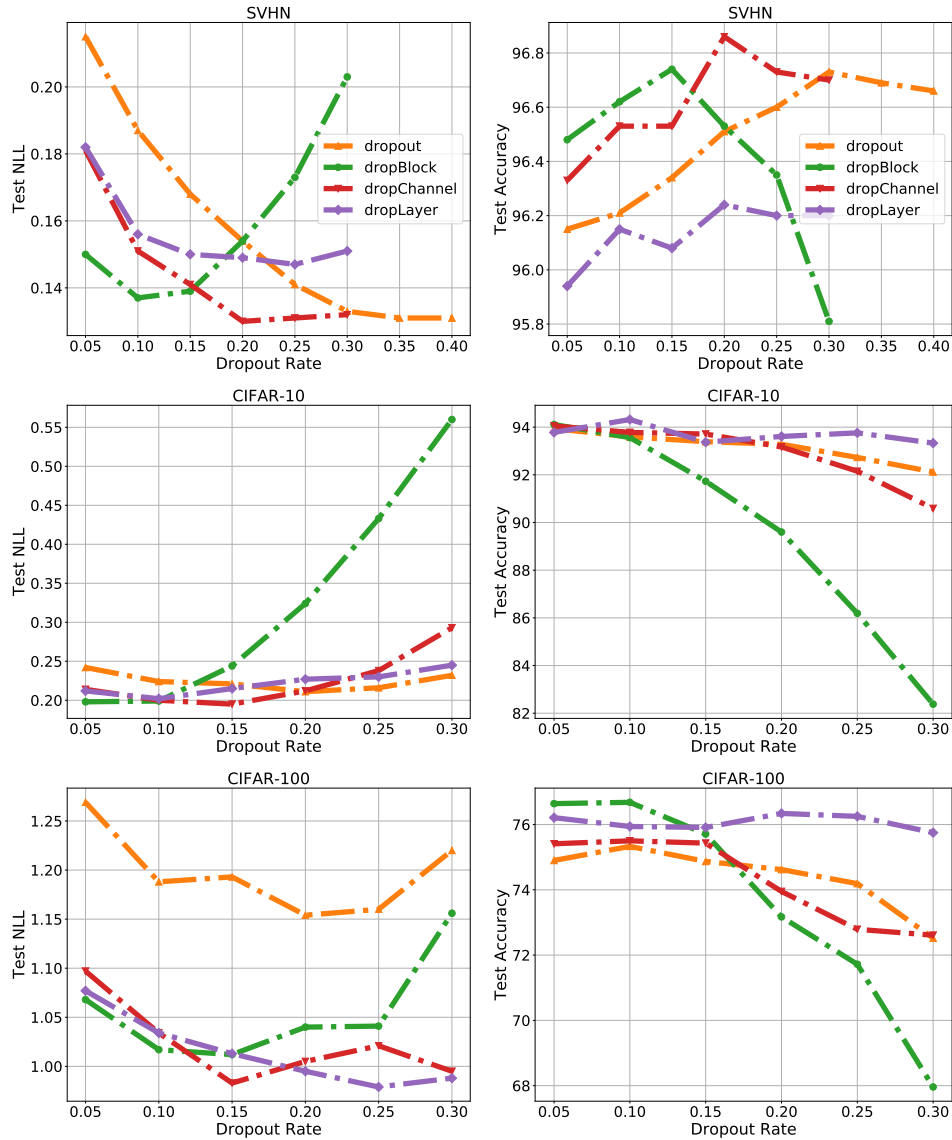 SVHN
0.20
0.18
0.16
0.14
Test NLL
dropout
dropBlock
dropChannel
dropLayer
0.05 0.10 0.15 0.20 0.25 0.30 0.35 0.40
Dropout Rate
SVHN
96.8
96.6
96.4
96.2
96.0
95.8
Test Accuracy
dropout
dropBlock
dropChannel
dropLayer
0.05 0.10 0.15 0.20 0.25 0.30 0.35 0.40
Dropout Rate
CIFAR-10
0.55
0.50
0.45
0.40
0.35
0.30
0.25
0.20
Test NLL
0.05 0.10 0.15 0.20 0.25 0.30
Dropout Rate
CIFAR-10
94
92
90
88
86
84
82
Test Accuracy
0.05 0.10 0.15 0.20 0.25 0.30
Dropout Rate
CIFAR-100
1.25
1.20
1.15
1.10
1.05
1.00
Test NLL
0.05 0.10 0.15 0.20 0.25 0.30
Dropout Rate
CIFAR-100
76
74
72
70
68
Test Accuracy
0.05 0.10 0.15 0.20 0.25 0.30
Dropout Rate